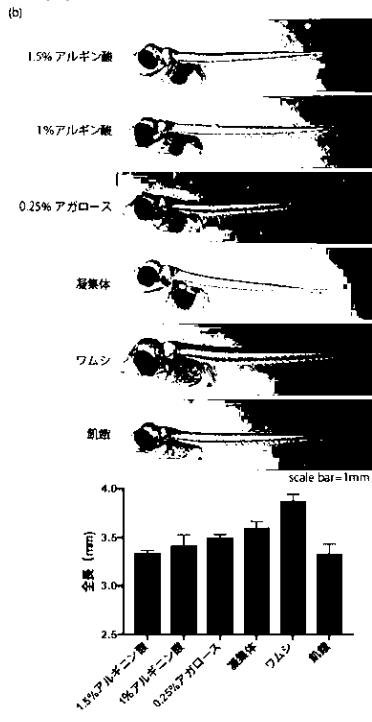 (b)
1.5% アルギン酸
1% アルギン酸
0.25% アガロース
凝集体
ワムシ
飢餓
scale bar=1mm
4.0
3.5
3.0
2.5
全長 (mm)
1.5%アルギニン酸
1%アルギニン酸
0.25%アガロース
凝集体
ワムシ
飢餓